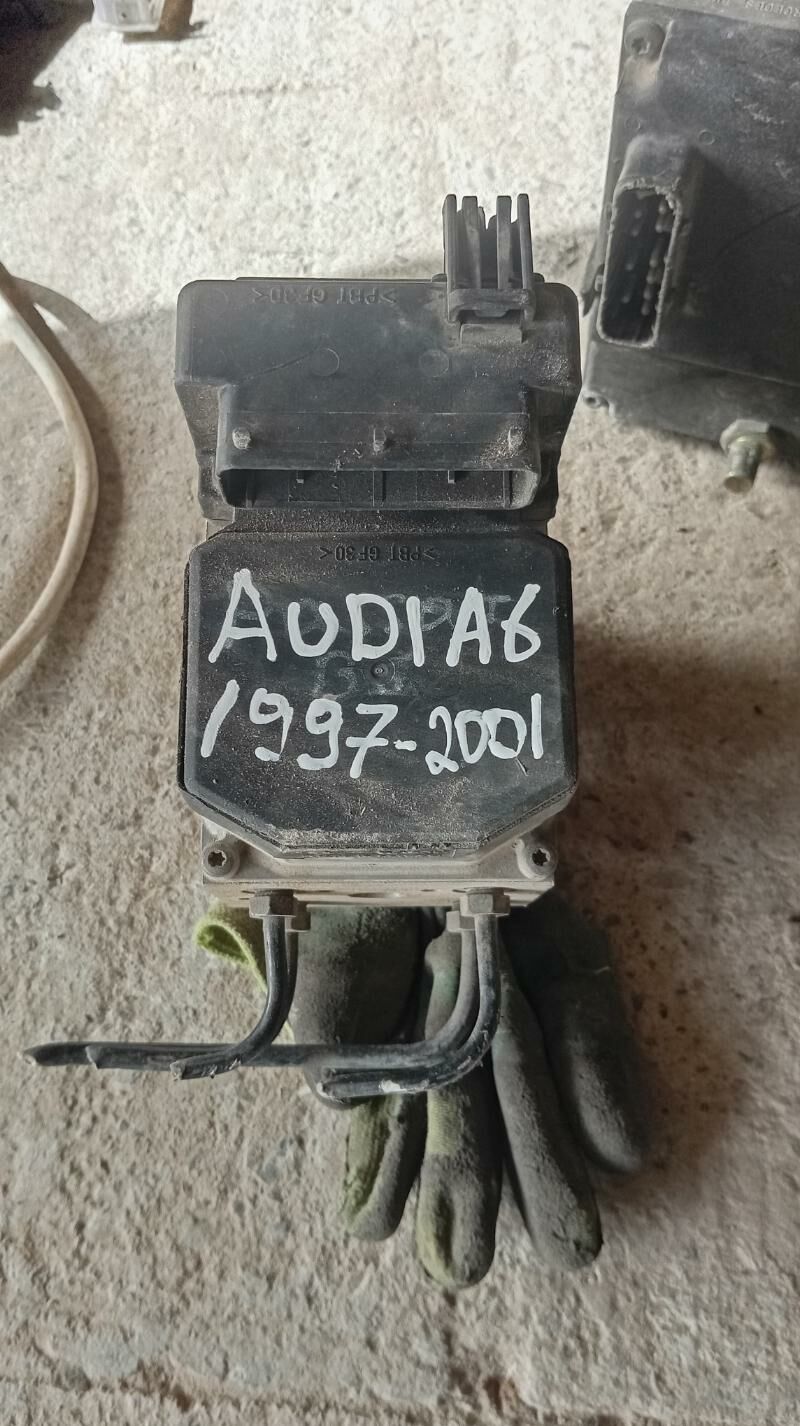 >PBT GF30<
>PBT GF30<
AUDI A6
1997-2001